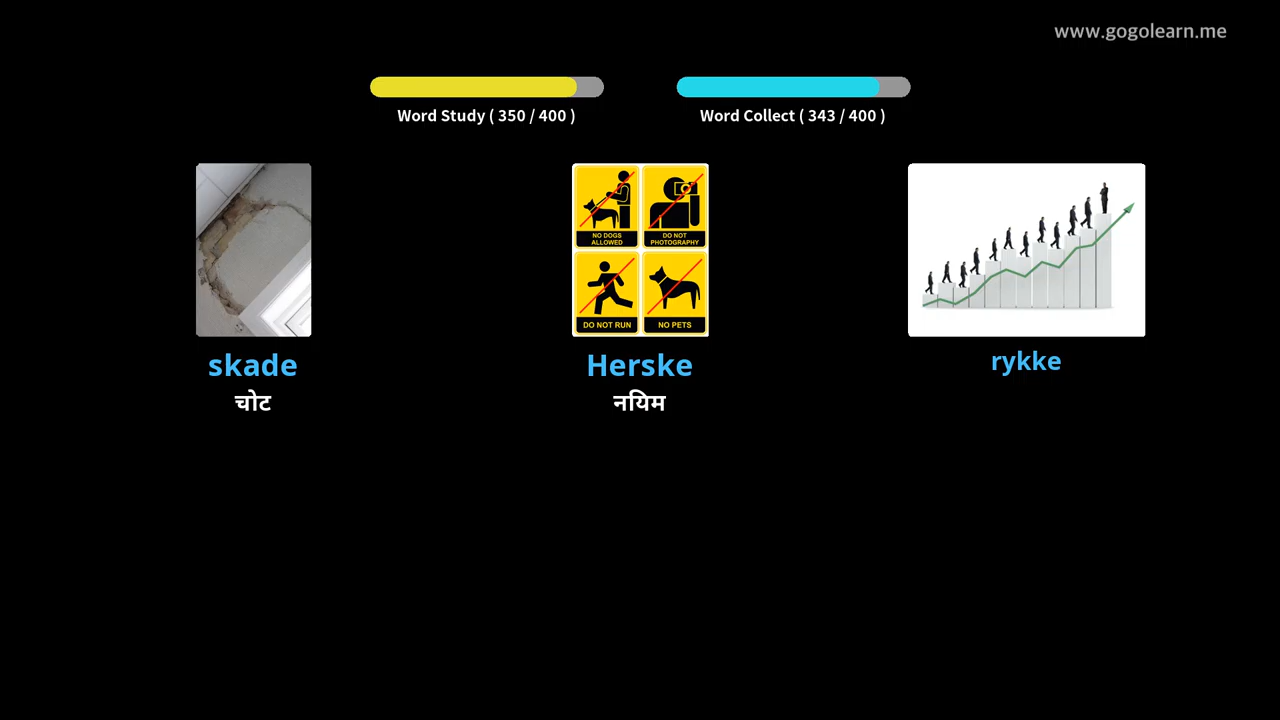 www.gogolearn.me
Word Study ( 350 / 400 )
Word Collect ( 343 / 400 )
NO DOGS
ALLOWED
DO NOT
PHOTOGRAPHY
DO NOT RUN
NO PETS
skade
Herske
rykke
चोट
नियम